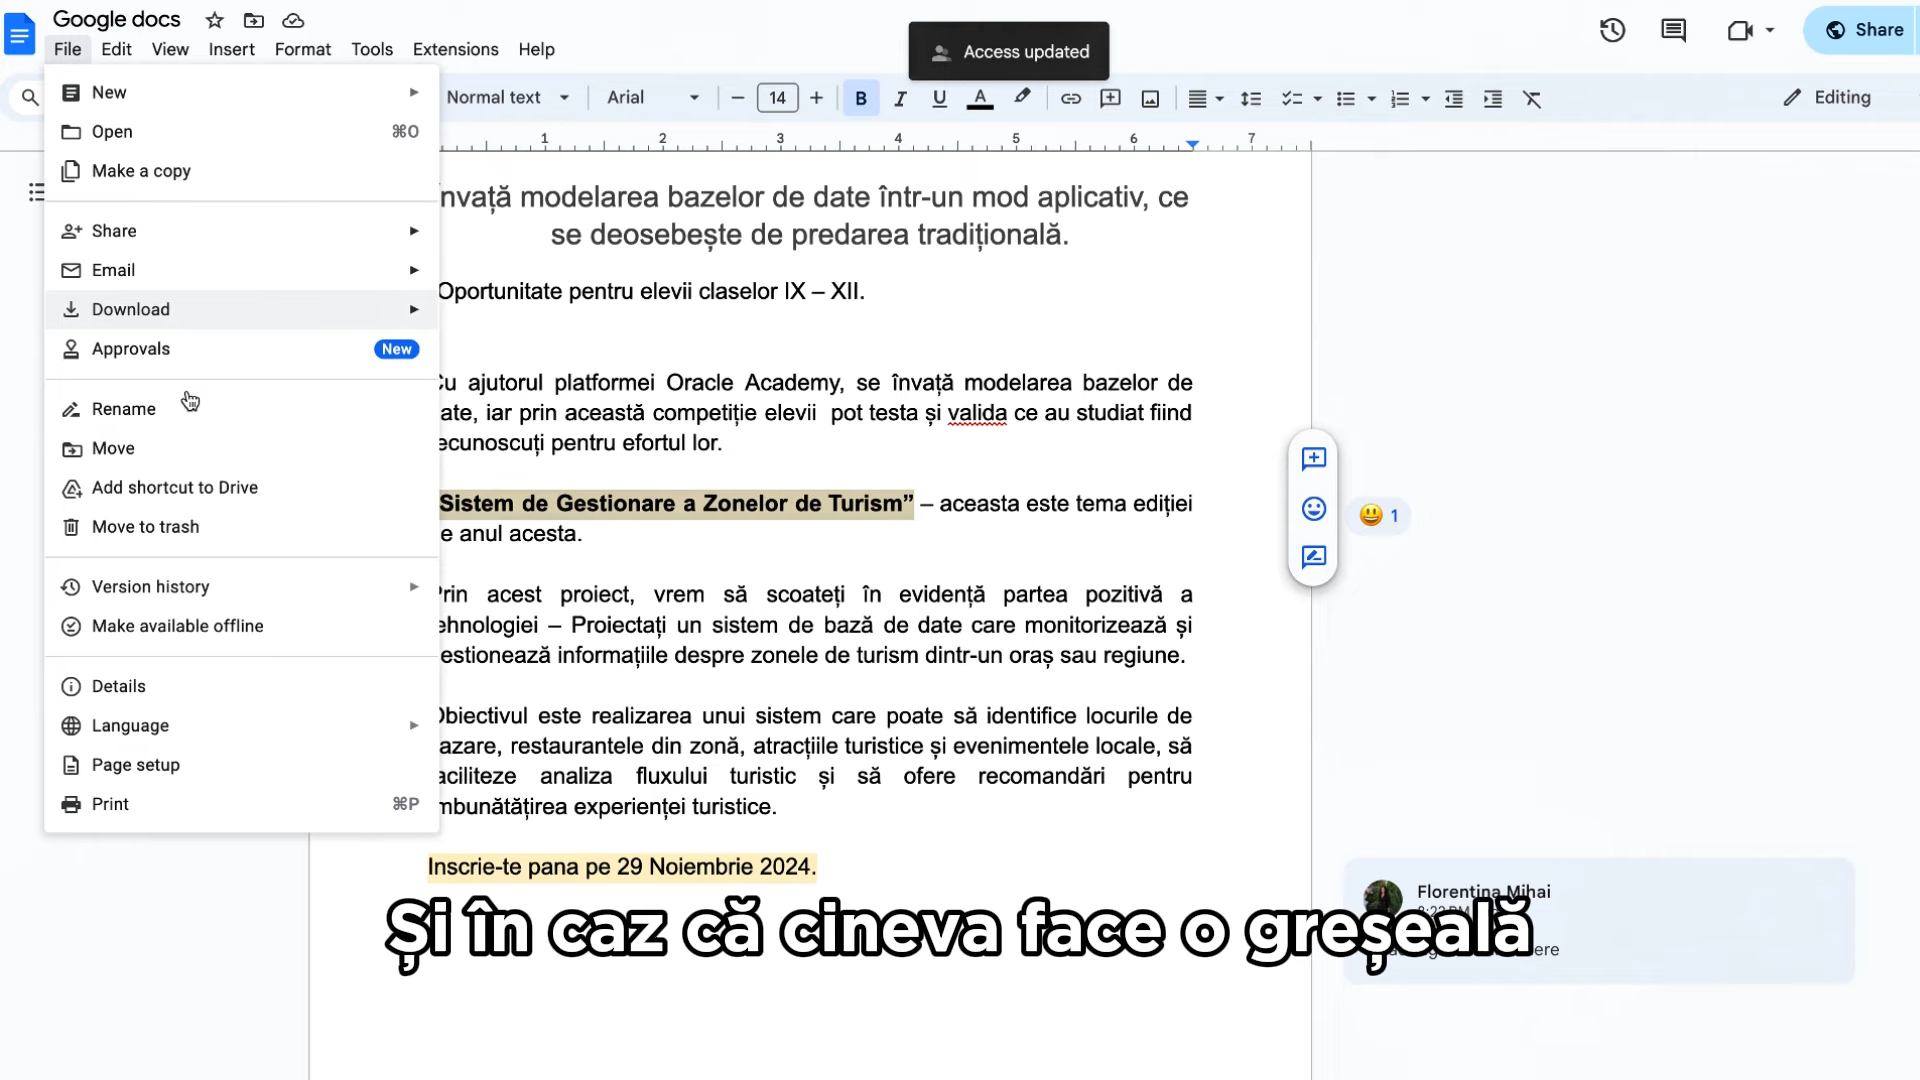 Google docs
File Edit View Insert Format Tools Extensions Help
Access updated
Share
Normal text Arial 14 B I U A Editing
1 2 3 4 5 6 7
New
Open ⌘O
Make a copy
Share
Email
Download
Approvals New
Rename
Move
Add shortcut to Drive
Move to trash
Version history
Make available offline
Details
Language
Page setup
Print ⌘P
nvață modelarea bazelor de date într-un mod aplicativ, ce
se deosebește de predarea tradițională.
Oportunitate pentru elevii claselor IX – XII.
u ajutorul platformei Oracle Academy, se învață modelarea bazelor de
ate, iar prin această competiție elevii pot testa și valida ce au studiat fiind
ecunoscuți pentru efortul lor.
Sistem de Gestionare a Zonelor de Turism” – aceasta este tema ediției
e anul acesta.
rin acest proiect, vrem să scoateți în evidență partea pozitivă a
ehnologiei – Proiectați un sistem de bază de date care monitorizează și
estionează informațiile despre zonele de turism dintr-un oraș sau regiune.
biectivul este realizarea unui sistem care poate să identifice locurile de
azare, restaurantele din zonă, atracțiile turistice și evenimentele locale, să
aciliteze analiza fluxului turistic și să ofere recomandări pentru
mbunătățirea experienței turistice.
Inscrie-te pana pe 29 Noiembrie 2024.
😃 1
Florentina Mihai
Și în caz că cineva face o greșeală